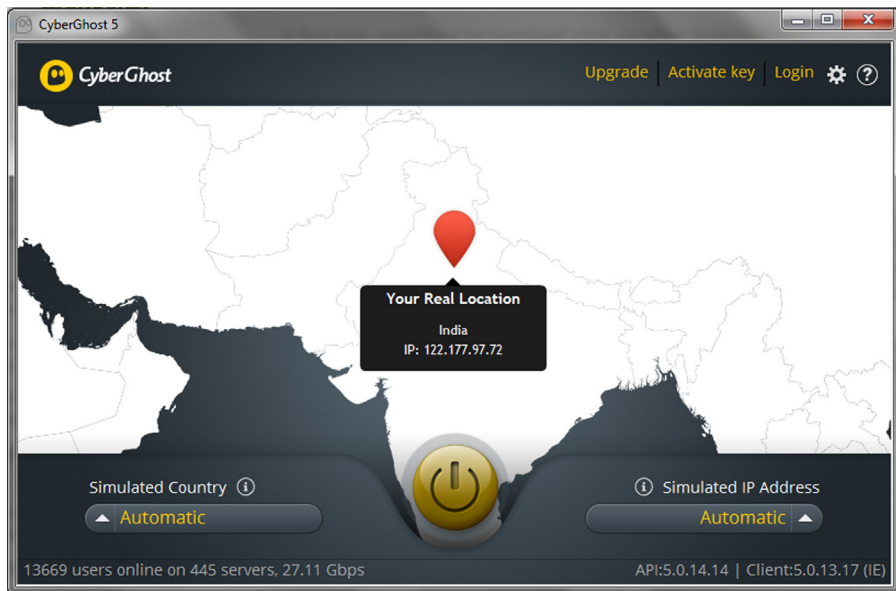 CyberGhost 5
CyberGhost
Upgrade Activate key Login
Your Real Location
India
IP: 122.177.97.72
Simulated Country
Simulated IP Address
Automatic
Automatic
13669 users online on 445 servers, 27.11 Gbps
API:5.0.14.14 | Client:5.0.13.17 (IE)